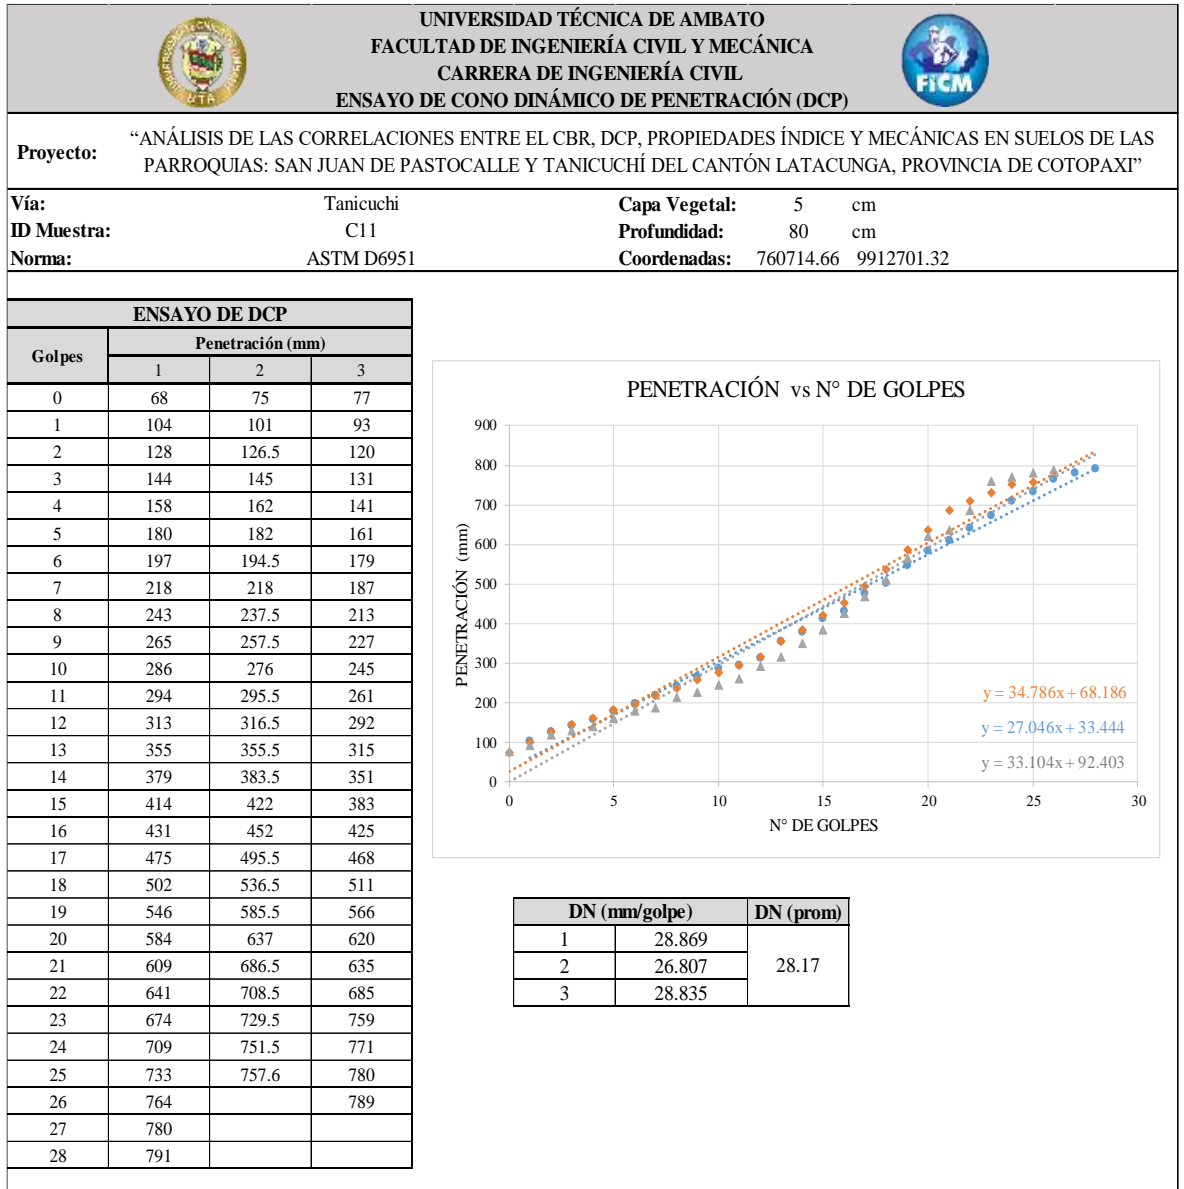 UNIVERSIDAD TÉCNICA DE AMBATO
FACULTAD DE INGENIERÍA CIVIL Y MECÁNICA
CARRERA DE INGENIERÍA CIVIL
ENSAYO DE CONO DINÁMICO DE PENETRACIÓN (DCP)
FICM
Proyecto: “ANÁLISIS DE LAS CORRELACIONES ENTRE EL CBR, DCP, PROPIEDADES ÍNDICE Y MECÁNICAS EN SUELOS DE LAS
PARROQUIAS: SAN JUAN DE PASTOCALLE Y TANICUCHÍ DEL CANTÓN LATACUNGA, PROVINCIA DE COTOPAXI”
Vía: Tanicuchi Capa Vegetal: 5 cm
ID Muestra: C11 Profundidad: 80 cm
Norma: ASTM D6951 Coordenadas: 760714.66 9912701.32
ENSAYO DE DCP
Golpes Penetración (mm)
1 2 3
0 68 75 77
1 104 101 93
2 128 126.5 120
3 144 145 131
4 158 162 141
5 180 182 161
6 197 194.5 179
7 218 218 187
8 243 237.5 213
9 265 257.5 227
10 286 276 245
11 294 295.5 261
12 313 316.5 292
13 355 355.5 315
14 379 383.5 351
15 414 422 383
16 431 452 425
17 475 495.5 468
18 502 536.5 511
19 546 585.5 566
20 584 637 620
21 609 686.5 635
22 641 708.5 685
23 674 729.5 759
24 709 751.5 771
25 733 757.6 780
26 764 789
27 780
28 791
PENETRACIÓN vs N° DE GOLPES
PENETRACIÓN (mm)
900
800
700
600
500
400
300
200
100
0
y = 34.786x + 68.186
y = 27.046x + 33.444
y = 33.104x + 92.403
0 5 10 15 20 25 30
N° DE GOLPES
DN (mm/golpe) DN (prom)
1 28.869
2 26.807 28.17
3 28.835